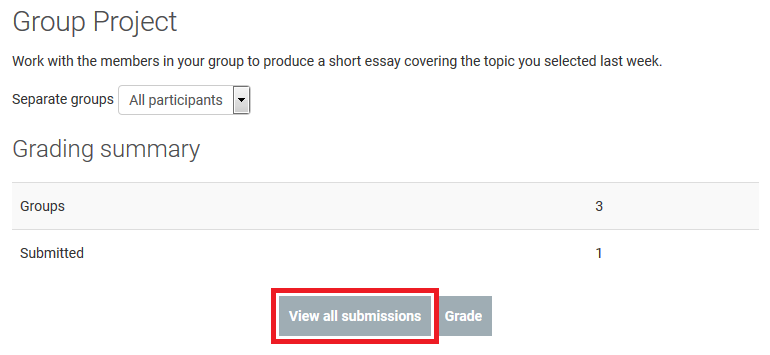 Group Project
Work with the members in your group to produce a short essay covering the topic you selected last week.
Separate groups All participants
Grading summary
Groups 3
Submitted 1
View all submissions Grade